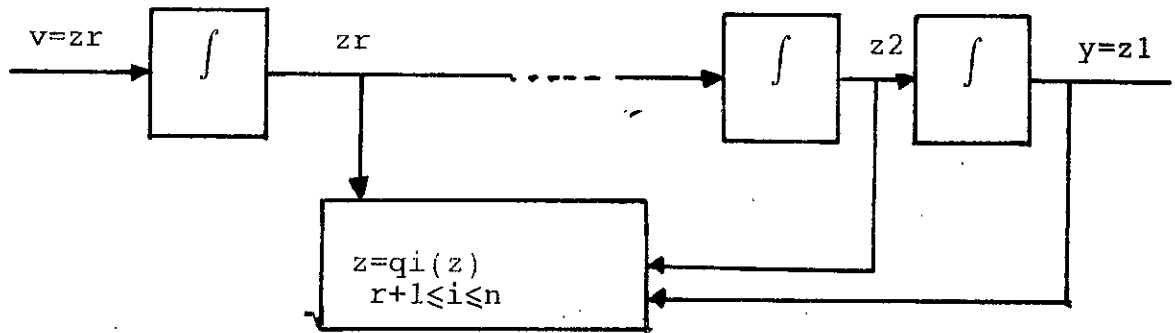 v=zr
∫
zr
∫
z2
∫
y=z1
z=qi(z)
r+1≤i≤n